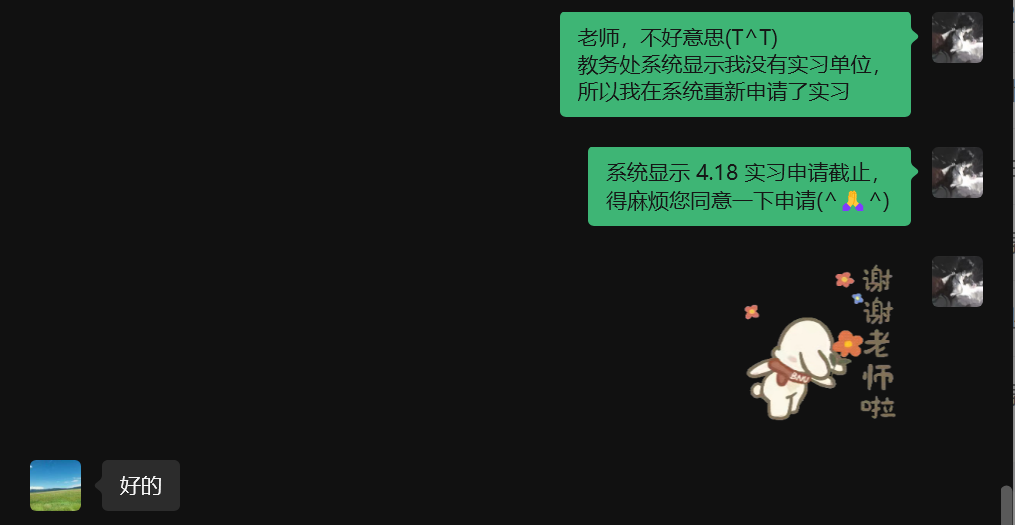 老师，不好意思(T^T)
教务处系统显示我没有实习单位，
所以我在系统重新申请了实习
系统显示 4.18 实习申请截止，
得麻烦您同意一下申请(^🙏^)
谢谢老师啦
好的